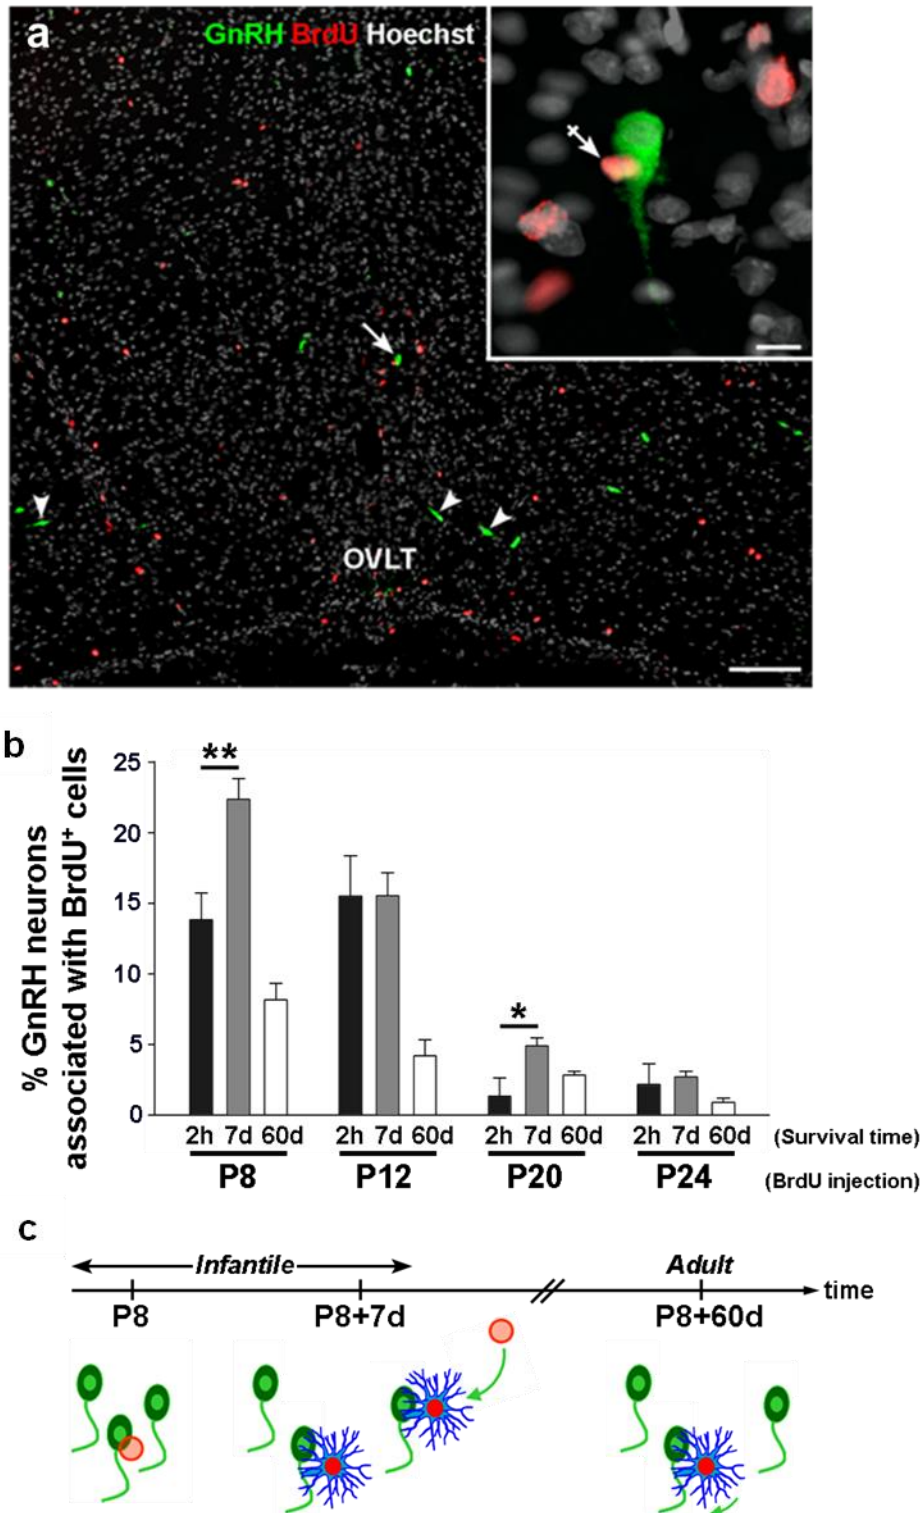 a
GnRH BrdU Hoechst
OVLT
b
% GnRH neurons
associated with BrdU⁺ cells
25
20
15
10
5
0
**
*
2h 7d 60d 2h 7d 60d 2h 7d 60d 2h 7d 60d (Survival time)
P8 P12 P20 P24 (BrdU injection)
c
Infantile Adult
time
P8 P8+7d P8+60d